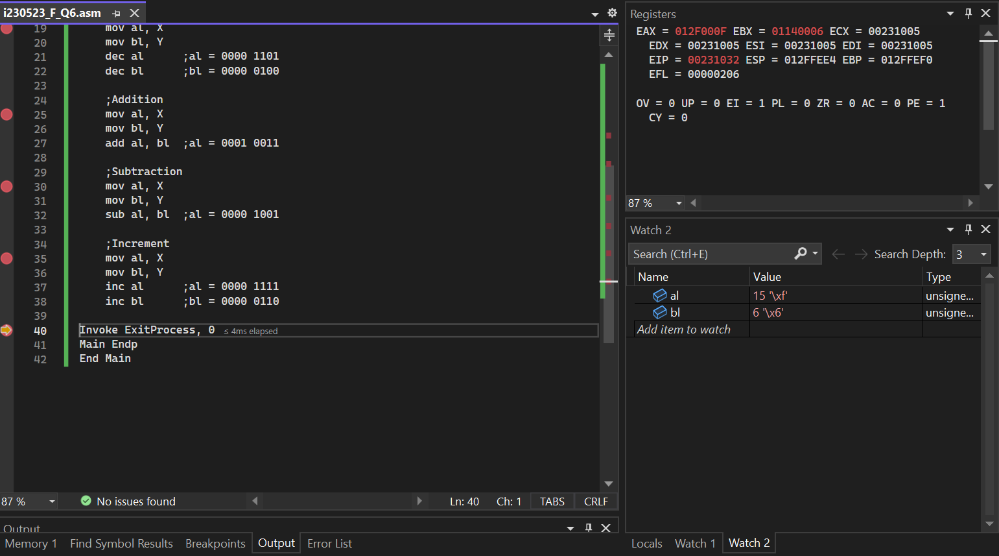 i230523_F_Q6.asm
19 mov al, X
20 mov bl, Y
21 dec al ;al = 0000 1101
22 dec bl ;bl = 0000 0100
23
24 ;Addition
25 mov al, X
26 mov bl, Y
27 add al, bl ;al = 0001 0011
28
29 ;Subtraction
30 mov al, X
31 mov bl, Y
32 sub al, bl ;al = 0000 1001
33
34 ;Increment
35 mov al, X
36 mov bl, Y
37 inc al ;al = 0000 1111
38 inc bl ;bl = 0000 0110
39
40 Invoke ExitProcess, 0 ≤ 4ms elapsed
41 Main Endp
42 End Main
87 % No issues found Ln: 40 Ch: 1 TABS CRLF
Output
Memory 1 Find Symbol Results Breakpoints Output Error List
Registers
EAX = 012F000F EBX = 01140006 ECX = 00231005
EDX = 00231005 ESI = 00231005 EDI = 00231005
EIP = 00231032 ESP = 012FFEE4 EBP = 012FFEF0
EFL = 00000206
OV = 0 UP = 0 EI = 1 PL = 0 ZR = 0 AC = 0 PE = 1
CY = 0
87 %
Watch 2
Search (Ctrl+E) Search Depth: 3
Name Value Type
al 15 '\xf' unsigne...
bl 6 '\x6' unsigne...
Add item to watch
Locals Watch 1 Watch 2